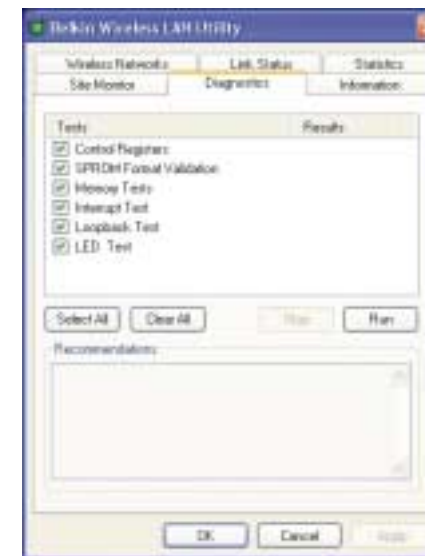 Belkin Wireless LAN Utility
Wireless Networks Link Status Statistics
Site Monitor Diagnostics Information
Tests Results
Control Registers
SPROM Format Validation
Memory Tests
Interrupt Test
Loopback Test
LED Test
Select All Clear All Stop Run
Recommendations
OK Cancel Apply